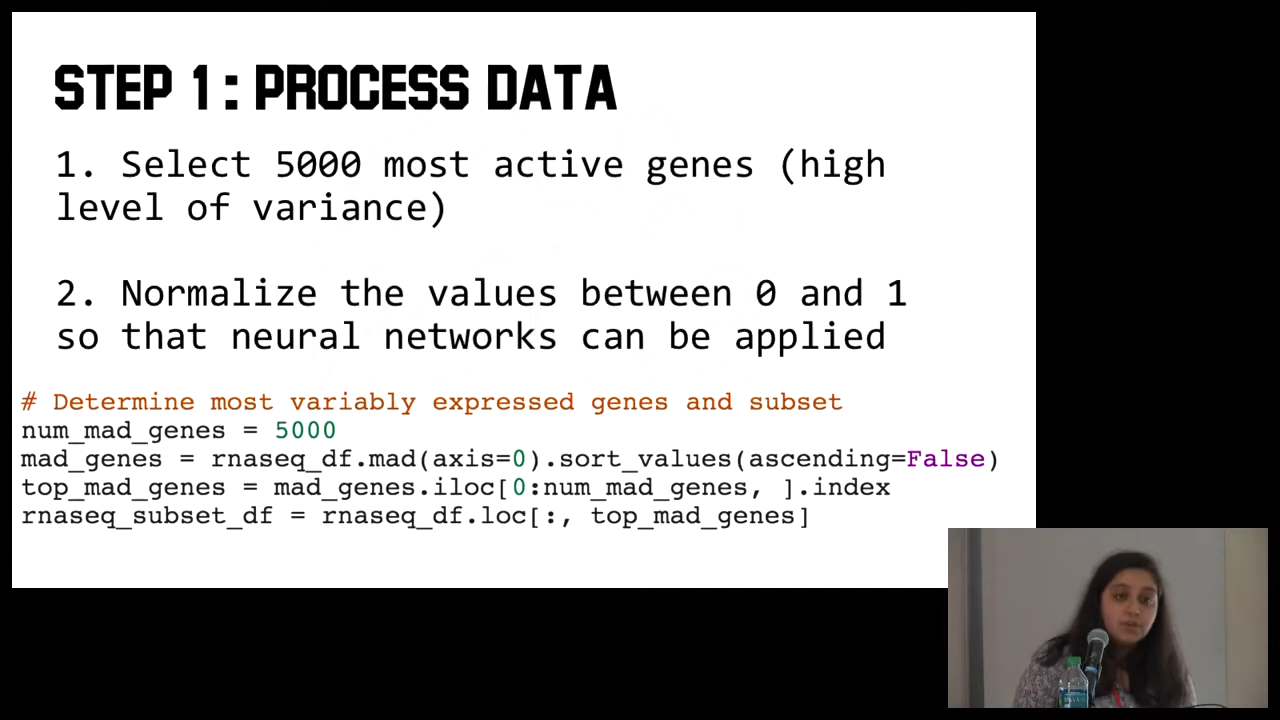 STEP 1: PROCESS DATA
1. Select 5000 most active genes (high
level of variance)
2. Normalize the values between 0 and 1
so that neural networks can be applied
# Determine most variably expressed genes and subset
num_mad_genes = 5000
mad_genes = rnaseq_df.mad(axis=0).sort_values(ascending=False)
top_mad_genes = mad_genes.iloc[0:num_mad_genes, ].index
rnaseq_subset_df = rnaseq_df.loc[:, top_mad_genes]